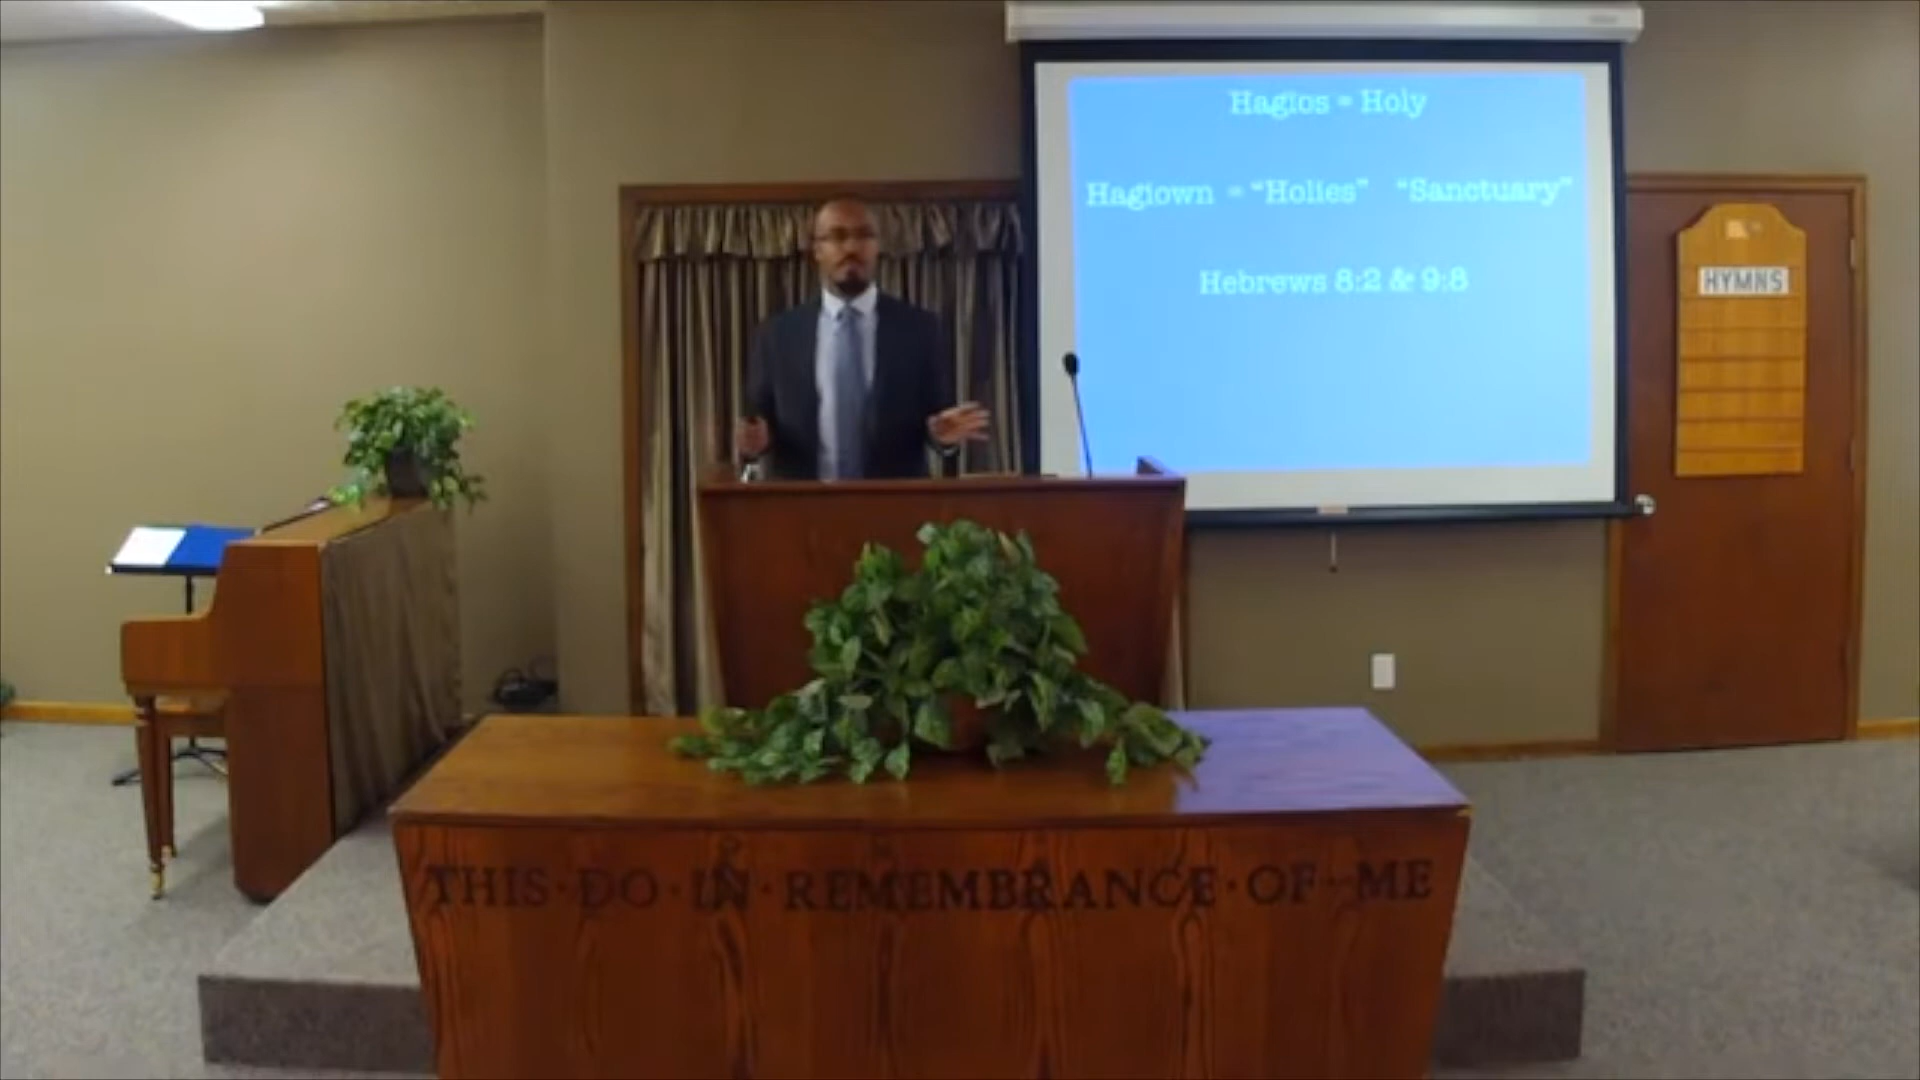 Hagios = Holy
Hagiown = “Holies” “Sanctuary”
Hebrews 8:2 & 9:8
HYMNS
THIS·DO·IN·REMEMBRANCE·OF·ME